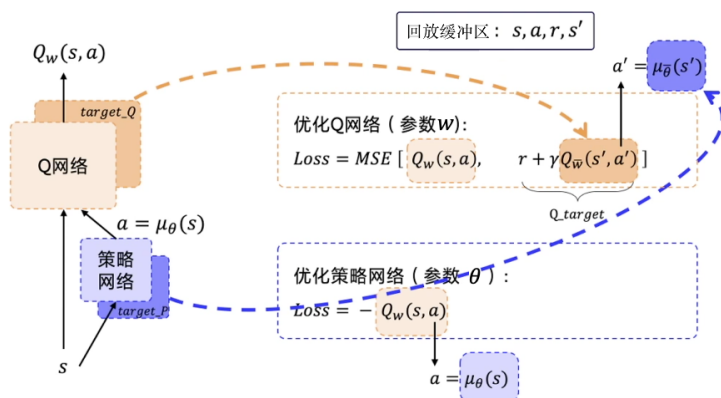 回放缓冲区：s, a, r, s′
Q_w(s, a)
a′ = μ_θ̅(s′)
target_Q
优化Q网络（参数w）:
Q网络
Loss = MSE [ Q_w(s, a), r + γQ_w̅(s′, a′) ]
Q_target
a = μ_θ(s)
策略
网络
target_P
优化策略网络（参数 θ）:
Loss = − Q_w(s, a)
s
a = μ_θ(s)